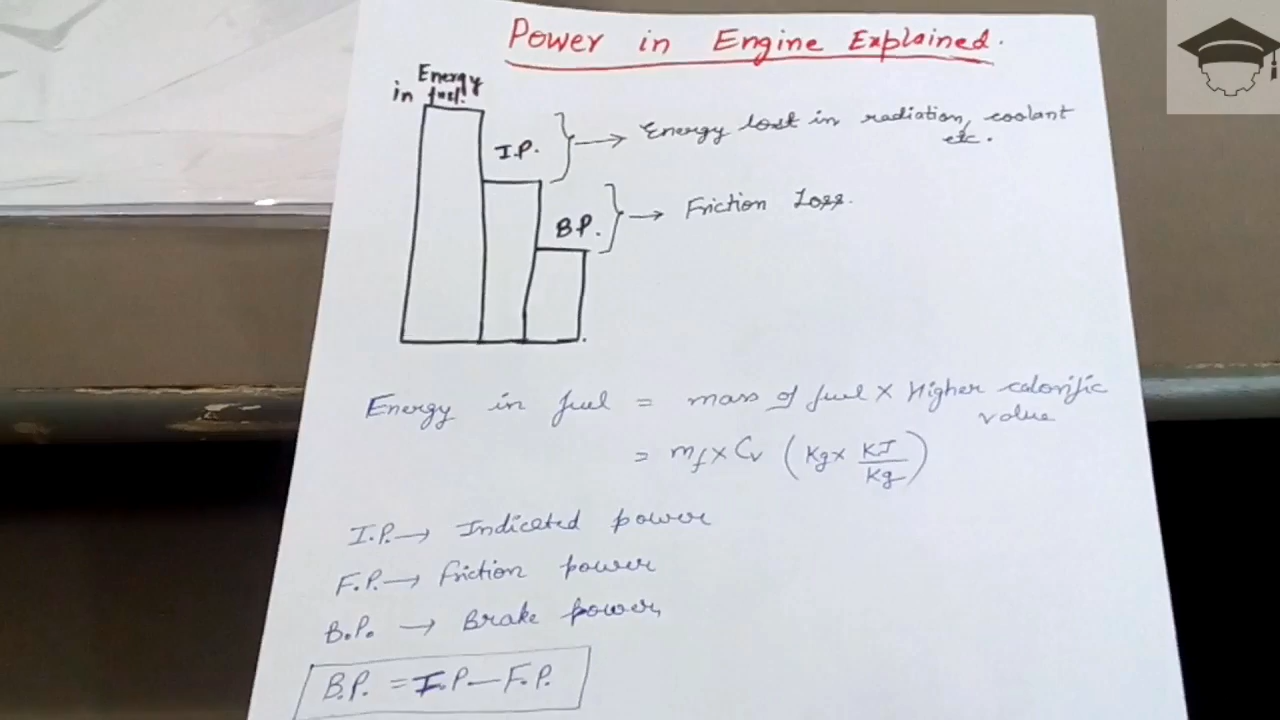 Power in Engine Explained.
Energy
in fuel.
I.P.
Energy lost in radiation, coolant
etc.
B.P.
Friction Loss.
Energy in fuel = mass of fuel × Higher calorific
value
= mf × Cv (Kg × KJ/Kg)
I.P. → Indicated power
F.P. → Friction power
B.P. → Brake power,
B.P. = I.P – F.P.